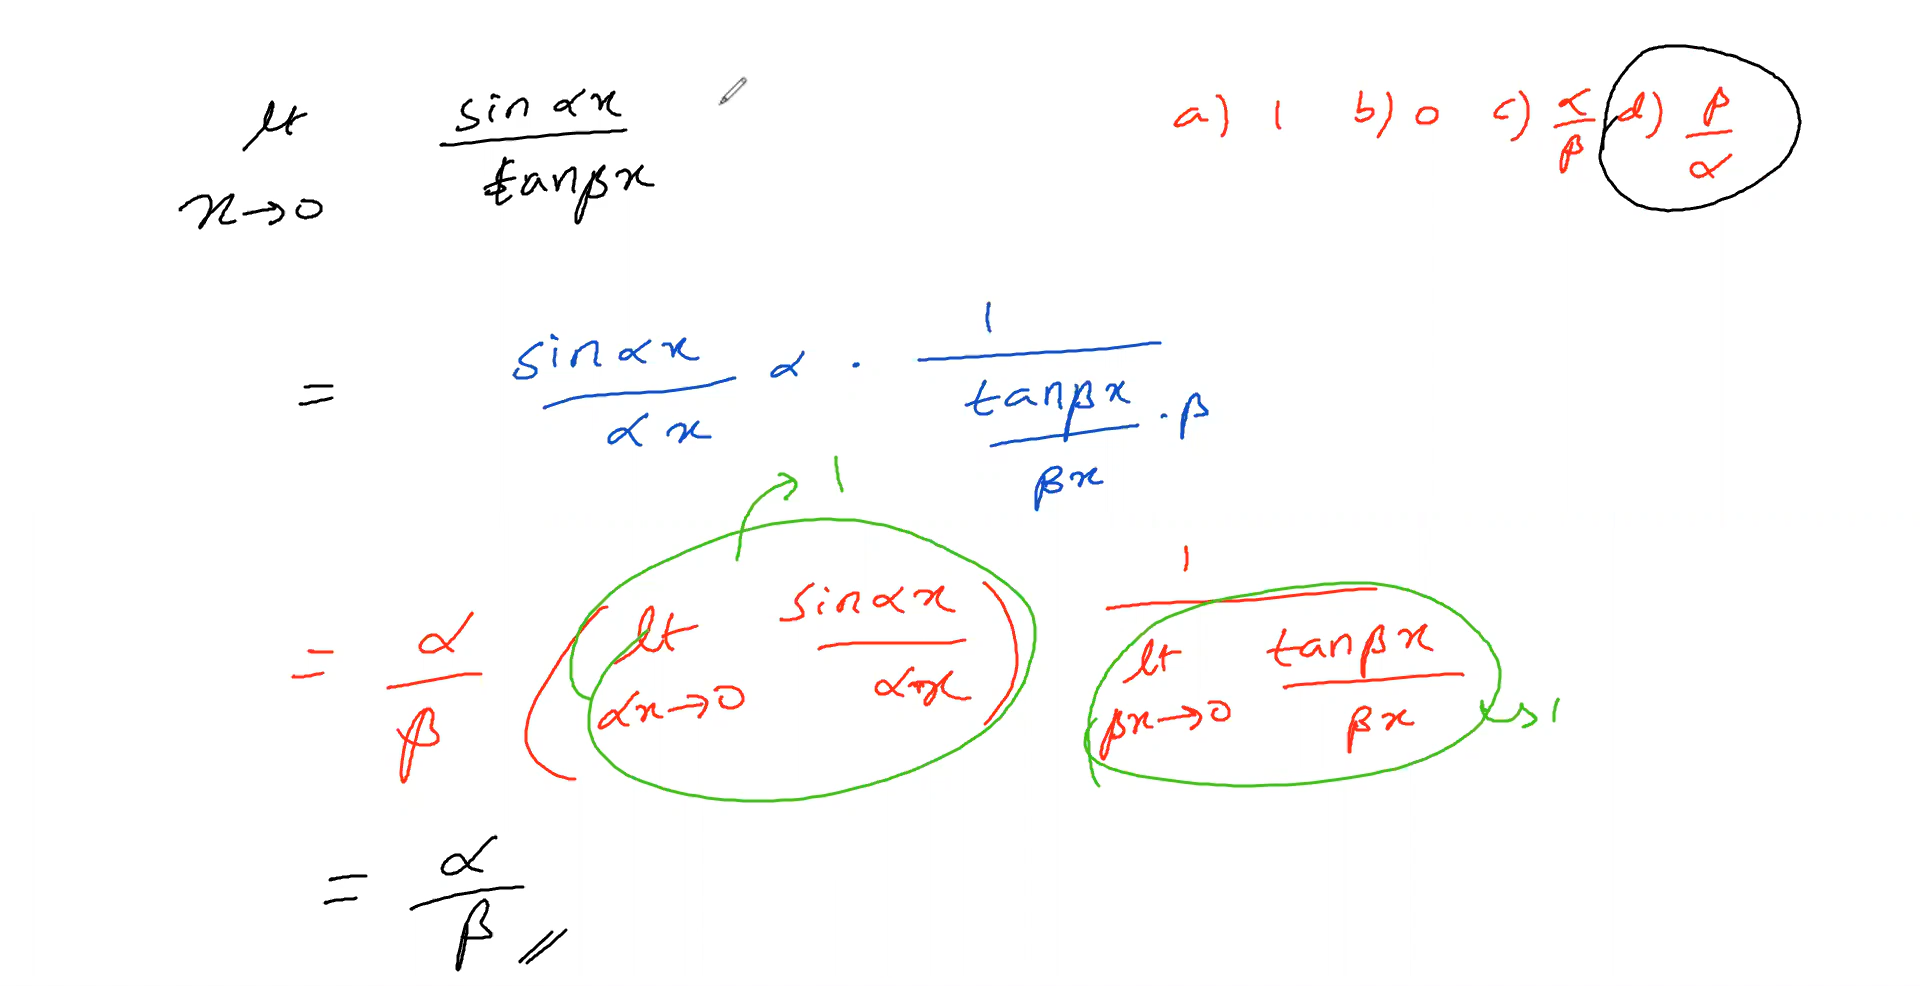 lt sin αx / tan βx a) 1 b) 0 c) α/β d) β/α
x→0
= sin αx / αx α · 1 / (tan βx / βx · β)
1
= α/β ( lt αx→0 sin αx / αx ) 1 / (lt βx→0 tan βx / βx) → 1
= α/β //